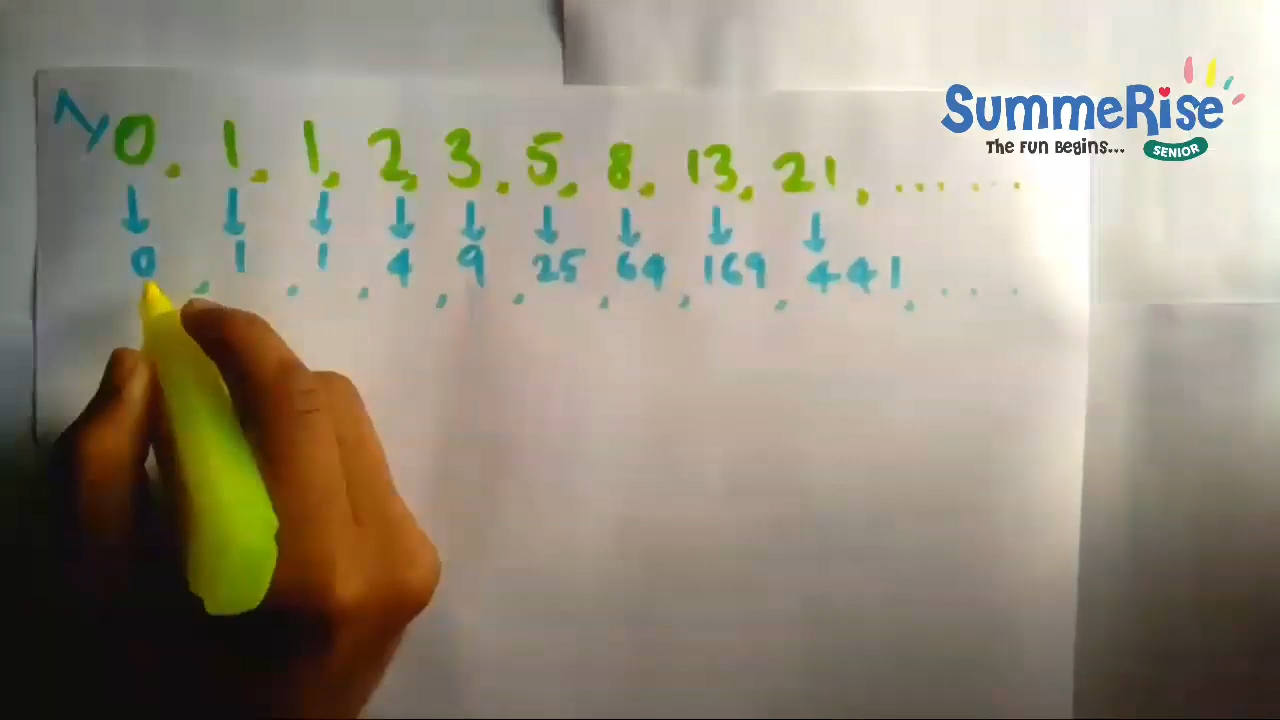 SUMMERISE
THE FUN BEGINS...
SENIOR
0, 1, 1, 2, 3, 5, 8, 13, 21, ......
0, 1, 1, 4, 9, 25, 64, 169, 441, ...